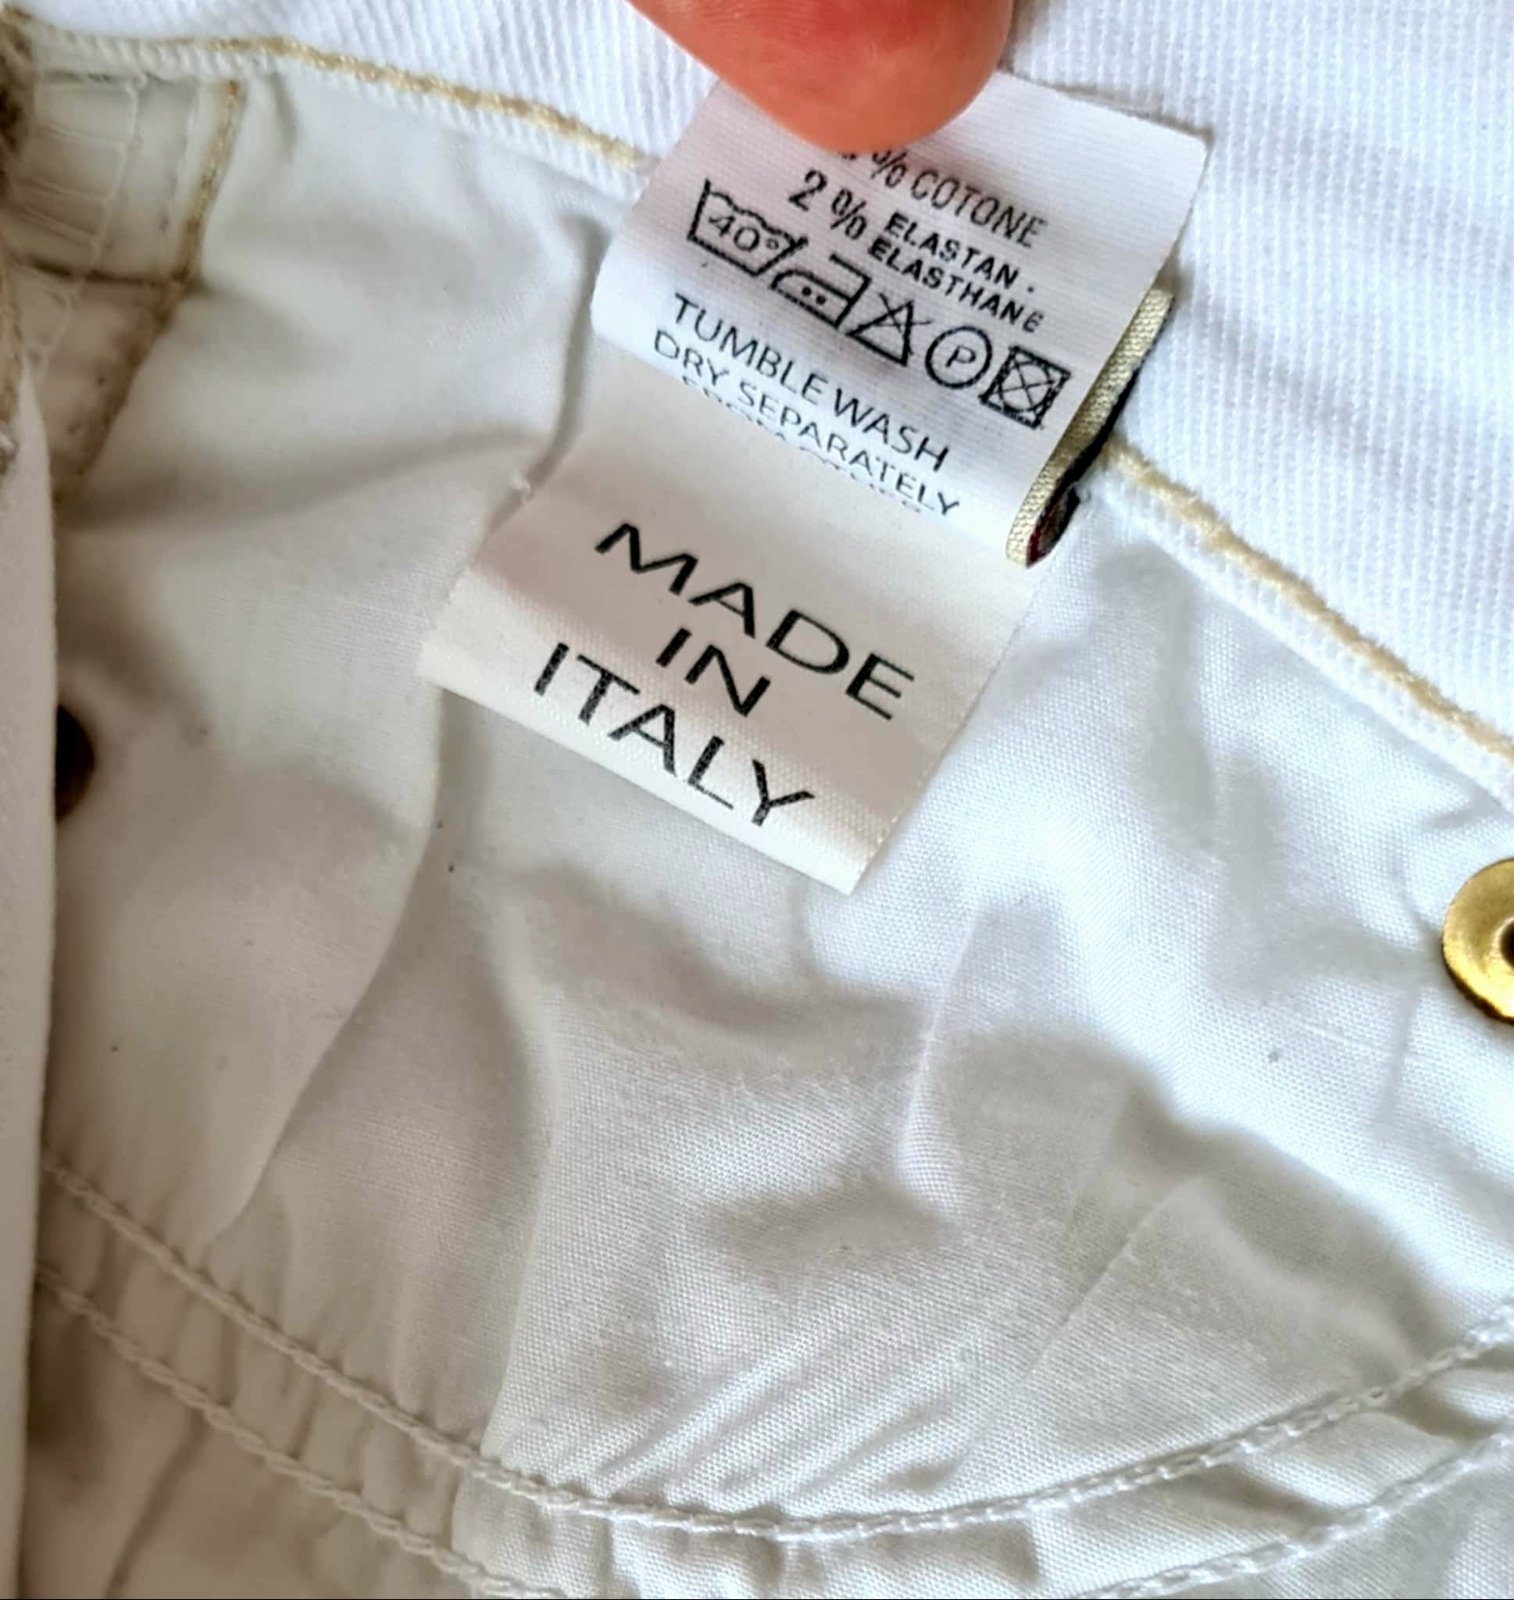 % COTONE
2% ELASTAN .
ELASTHANE
40°
P
TUMBLE WASH
DRY SEPARATELY
MADE
IN
ITALY